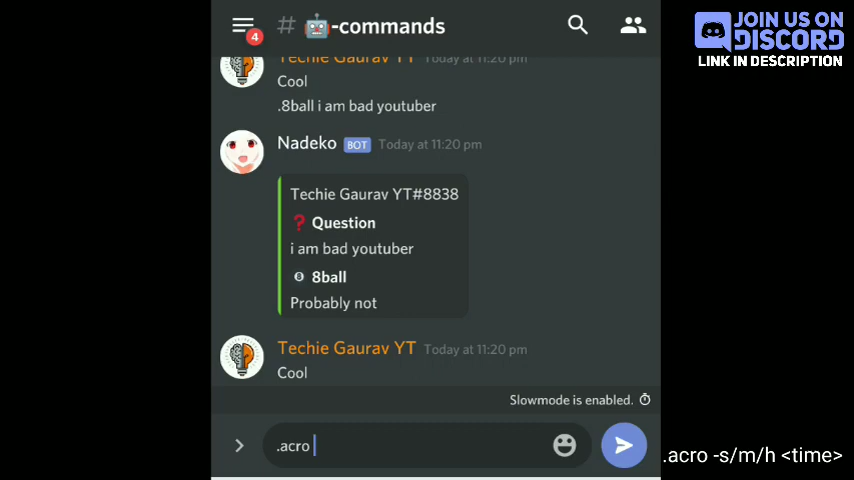 JOIN US ON
DISCORD
LINK IN DESCRIPTION
4
# 🤖-commands
Techie Gaurav YT Today at 11:20 pm
Cool
.8ball i am bad youtuber
Nadeko BOT Today at 11:20 pm
Techie Gaurav YT#8838
❓ Question
i am bad youtuber
🎱 8ball
Probably not
Techie Gaurav YT Today at 11:20 pm
Cool
Slowmode is enabled.
.acro
.acro -s/m/h <time>